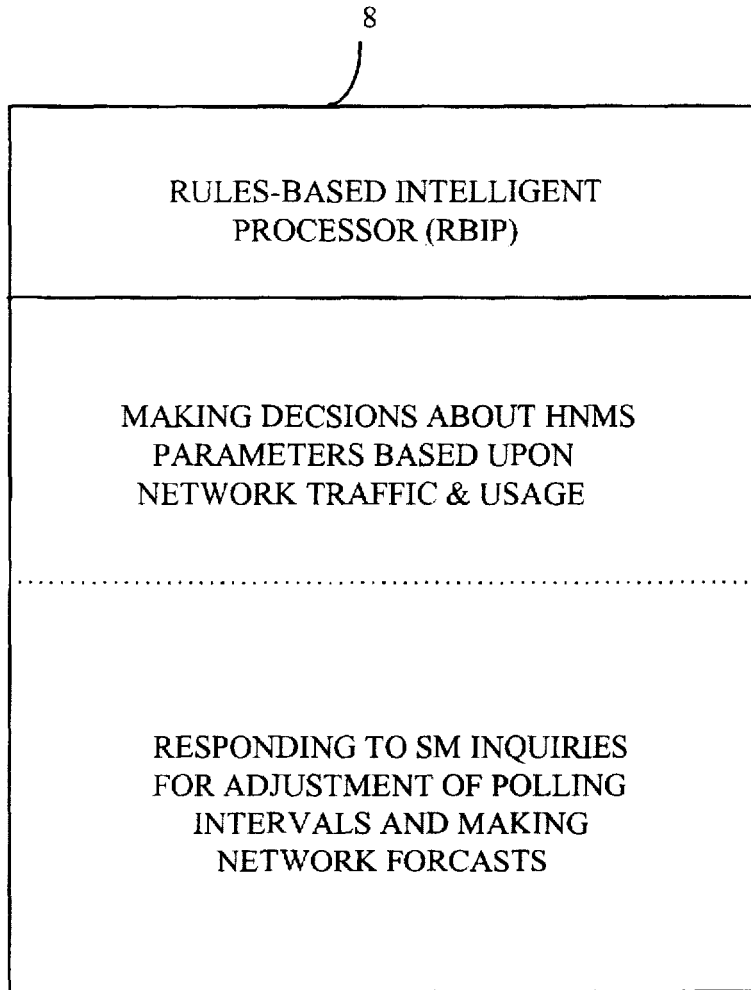 8
RULES-BASED INTELLIGENT
PROCESSOR (RBIP)
MAKING DECSIONS ABOUT HNMS
PARAMETERS BASED UPON
NETWORK TRAFFIC & USAGE
RESPONDING TO SM INQUIRIES
FOR ADJUSTMENT OF POLLING
INTERVALS AND MAKING
NETWORK FORCASTS